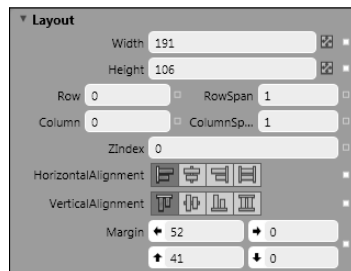 Layout
Width 191
Height 106
Row 0 RowSpan 1
Column 0 ColumnSp... 1
ZIndex 0
HorizontalAlignment
VerticalAlignment
Margin 52 0
41 0